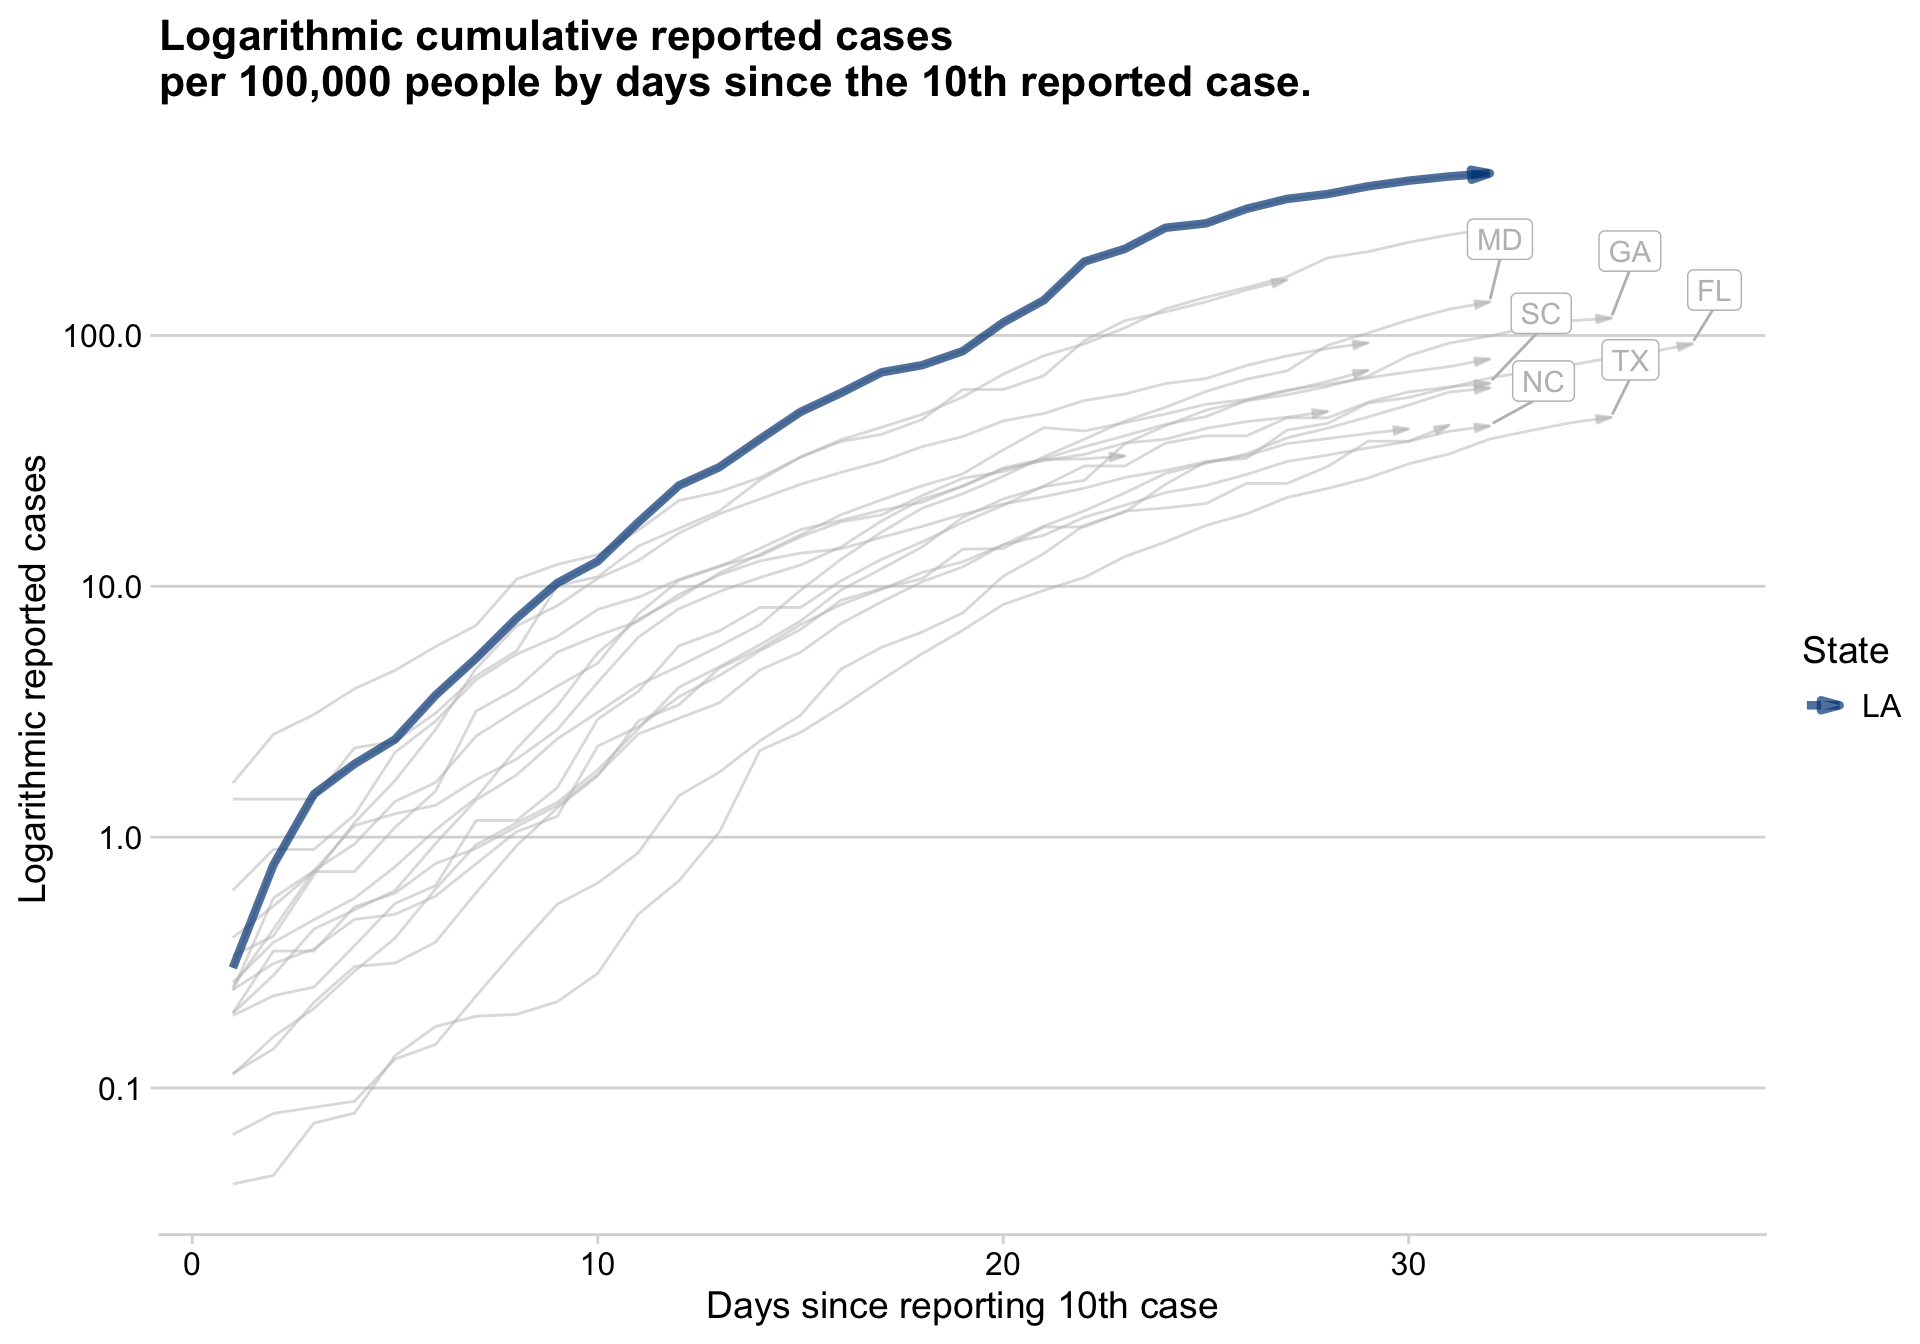 Logarithmic cumulative reported cases
per 100,000 people by days since the 10th reported case.
MD
GA
FL
SC
TX
NC
100.0
10.0
1.0
0.1
Logarithmic reported cases
State
LA
0
10
20
30
Days since reporting 10th case